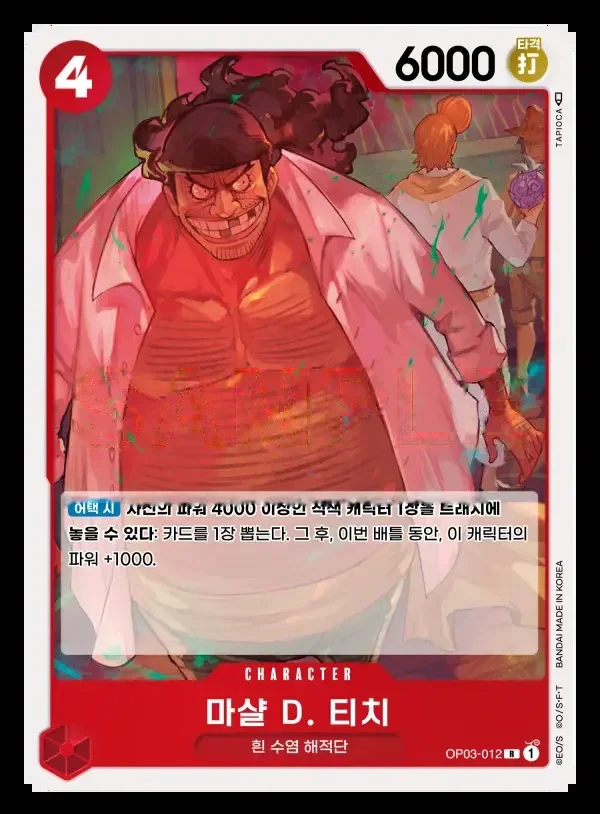 4
6000
타격
打
TAPIOCA
SAMPLE
어택 시 자신의 파워 4000 이상인 적색 캐릭터 1장을 트래시에
놓을 수 있다: 카드를 1장 뽑는다. 그 후, 이번 배틀 동안, 이 캐릭터의
파워 +1000.
CHARACTER
마샬 D. 티치
흰 수염 해적단
OP03-012 R 1
©EO/S ©O/S·F·T BANDAI MADE IN KOREA